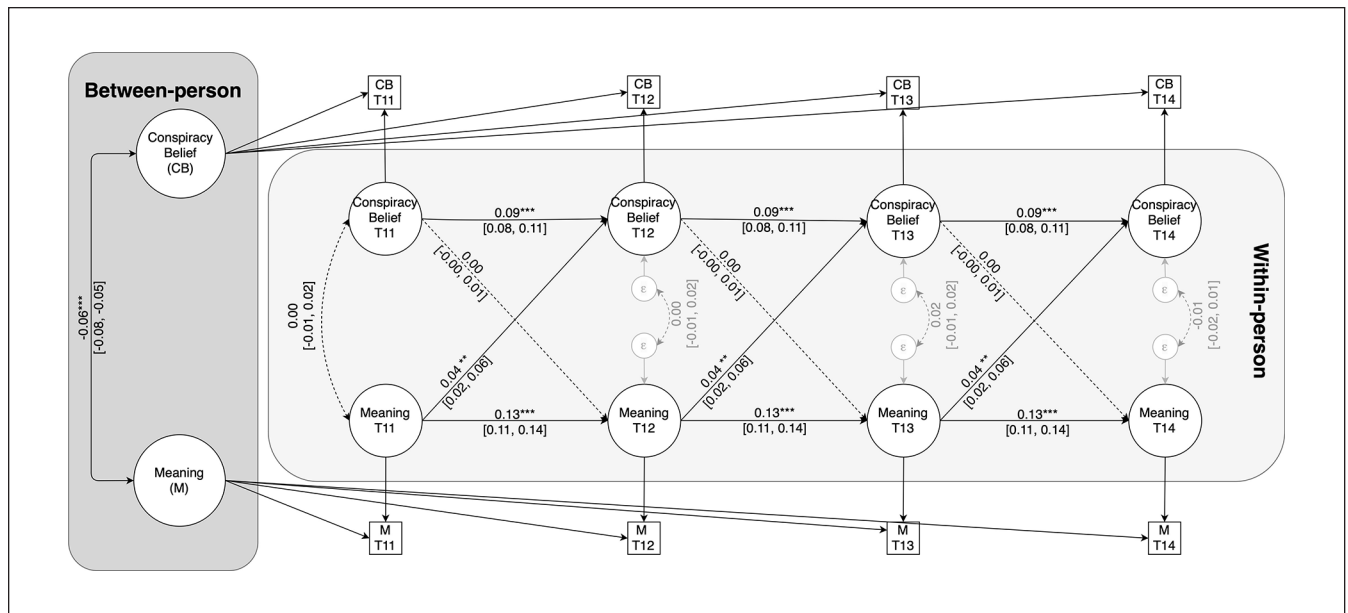 Between-person
Conspiracy
Belief
(CB)
-0.06***
[-0.08, -0.05]
Meaning
(M)
CB
T11
CB
T12
CB
T13
CB
T14
Within-person
Conspiracy
Belief
T11
0.09***
[0.08, 0.11]
Conspiracy
Belief
T12
0.09***
[0.08, 0.11]
Conspiracy
Belief
T13
0.09***
[0.08, 0.11]
Conspiracy
Belief
T14
0.00
[-0.01, 0.02]
0.00
[-0.00, 0.01]
0.04 **
[0.02, 0.06]
ε
ε
0.00
[-0.01, 0.02]
0.00
[-0.00, 0.01]
0.04 **
[0.02, 0.06]
ε
ε
0.02
[-0.01, 0.02]
0.00
[-0.00, 0.01]
0.04 **
[0.02, 0.06]
ε
ε
-0.01
[-0.02, 0.01]
Meaning
T11
0.13***
[0.11, 0.14]
Meaning
T12
0.13***
[0.11, 0.14]
Meaning
T13
0.13***
[0.11, 0.14]
Meaning
T14
M
T11
M
T12
M
T13
M
T14